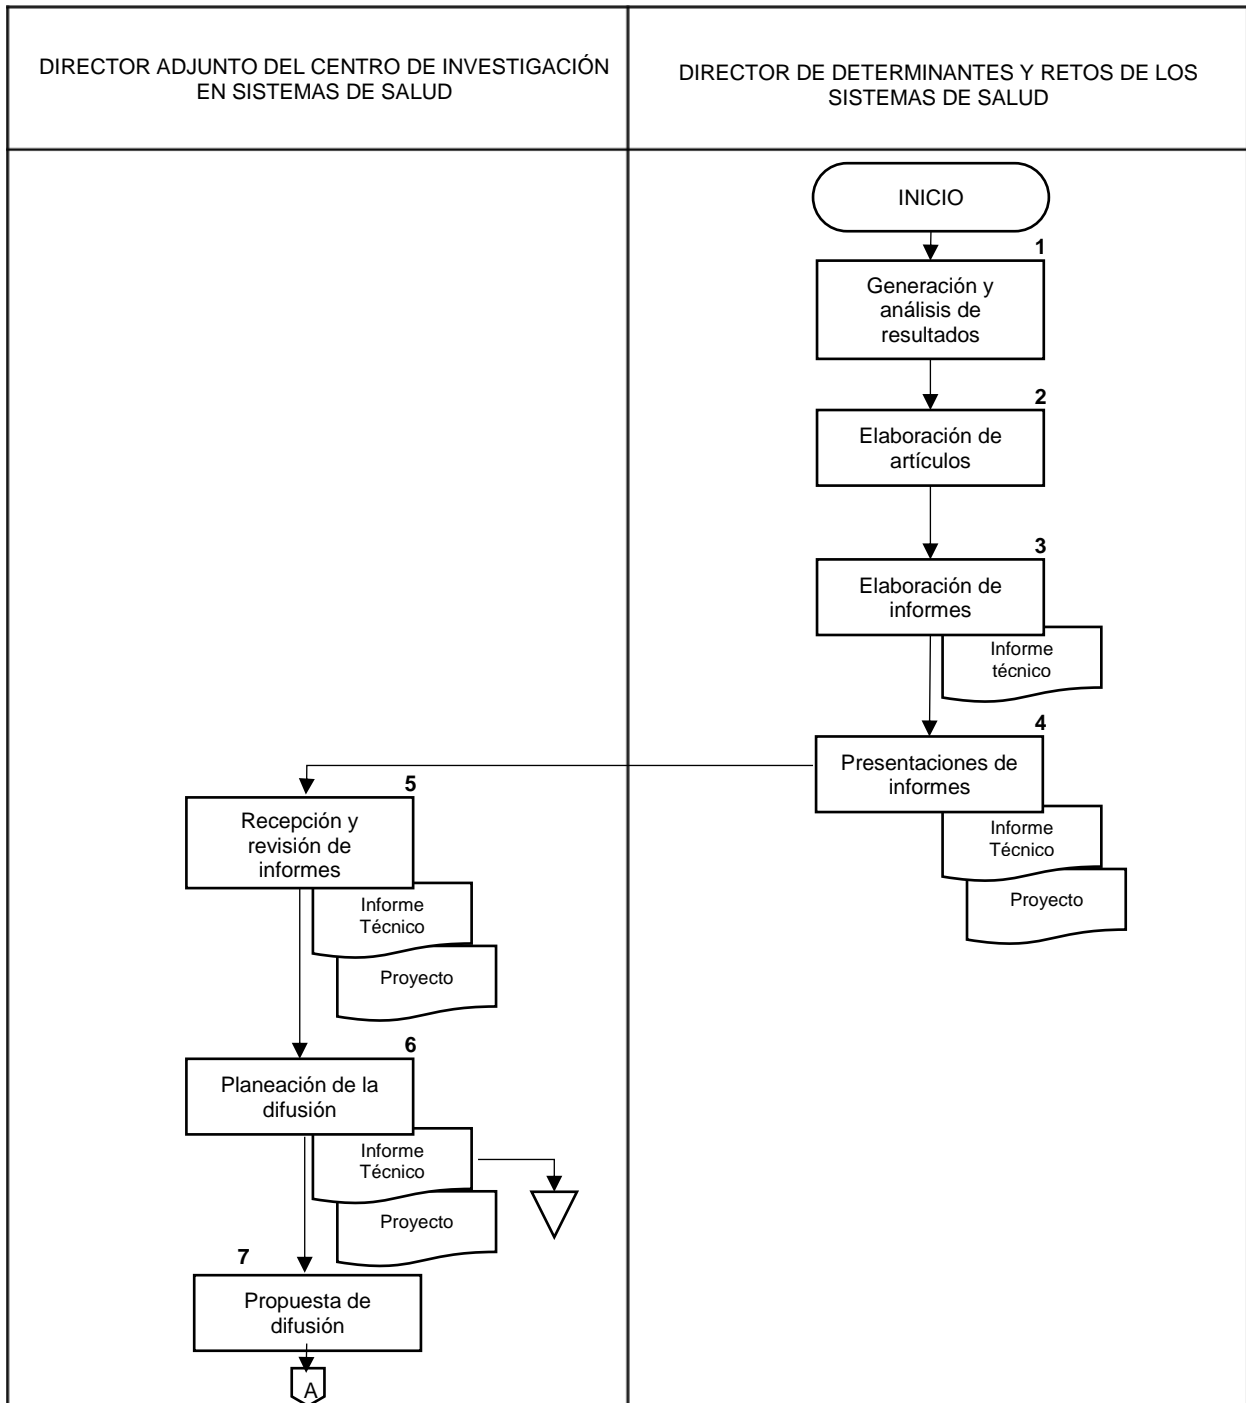 DIRECTOR ADJUNTO DEL CENTRO DE INVESTIGACIÓN
EN SISTEMAS DE SALUD
DIRECTOR DE DETERMINANTES Y RETOS DE LOS
SISTEMAS DE SALUD
INICIO
1
Generación y
análisis de
resultados
2
Elaboración de
artículos
3
Elaboración de
informes
Informe
técnico
4
Presentaciones de
informes
Informe
Técnico
Proyecto
5
Recepción y
revisión de
informes
Informe
Técnico
Proyecto
6
Planeación de la
difusión
Informe
Técnico
Proyecto
7
Propuesta de
difusión
A